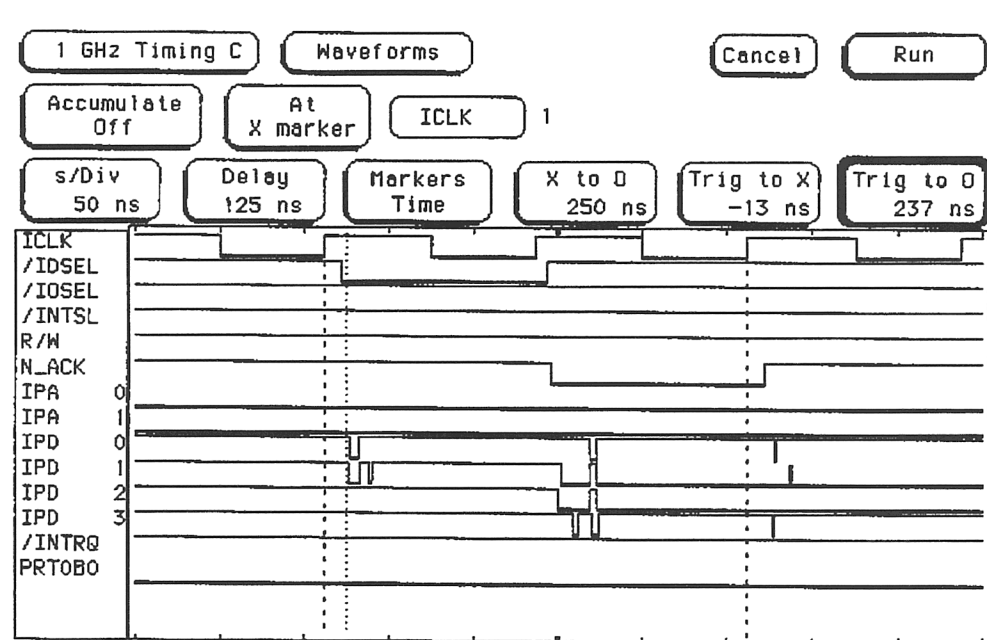 1 GHz Timing C Waveforms Cancel Run
Accumulate Off At X marker ICLK 1
s/Div 50 ns Delay 125 ns Markers Time X to O 250 ns Trig to X -13 ns Trig to O 237 ns
ICLK
/IDSEL
/IOSEL
/INTSL
R/W
N_ACK
IPA 0
IPA 1
IPD 0
IPD 1
IPD 2
IPD 3
/INTRQ
PRTOBO